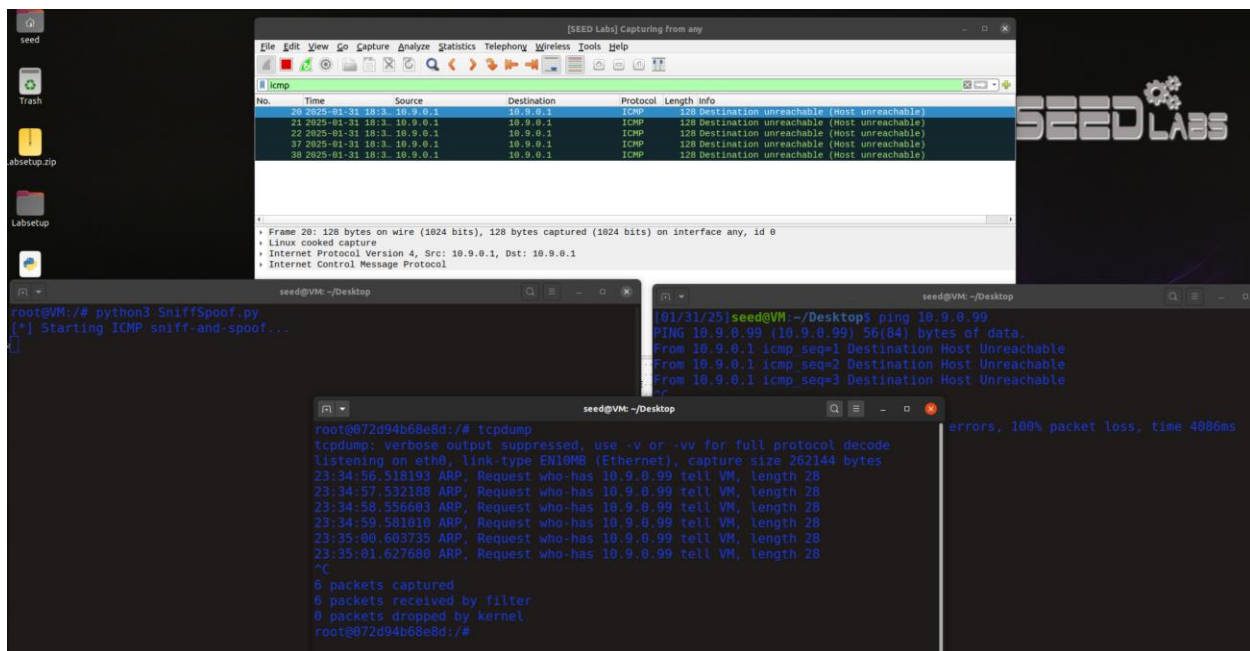 seed
Trash
absetup.zip
Labsetup
[SEED Labs] Capturing from any
File Edit View Go Capture Analyze Statistics Telephony Wireless Tools Help
icmp
No. Time Source Destination Protocol Length Info
20 2025-01-31 18:3… 10.9.0.1 10.9.0.1 ICMP 128 Destination unreachable (Host unreachable)
21 2025-01-31 18:3… 10.9.0.1 10.9.0.1 ICMP 128 Destination unreachable (Host unreachable)
22 2025-01-31 18:3… 10.9.0.1 10.9.0.1 ICMP 128 Destination unreachable (Host unreachable)
37 2025-01-31 18:3… 10.9.0.1 10.9.0.1 ICMP 128 Destination unreachable (Host unreachable)
38 2025-01-31 18:3… 10.9.0.1 10.9.0.1 ICMP 128 Destination unreachable (Host unreachable)
SEED LABS
Frame 20: 128 bytes on wire (1024 bits), 128 bytes captured (1024 bits) on interface any, id 0
Linux cooked capture
Internet Protocol Version 4, Src: 10.9.0.1, Dst: 10.9.0.1
Internet Control Message Protocol
seed@VM: ~/Desktop
root@VM:/# python3 SniffSpoof.py
[*] Starting ICMP sniff-and-spoof...
seed@VM: ~/Desktop
[01/31/25]seed@VM:~/Desktop$ ping 10.9.0.99
PING 10.9.0.99 (10.9.0.99) 56(84) bytes of data.
From 10.9.0.1 icmp_seq=1 Destination Host Unreachable
From 10.9.0.1 icmp_seq=2 Destination Host Unreachable
From 10.9.0.1 icmp_seq=3 Destination Host Unreachable
^C
errors, 100% packet loss, time 4086ms
seed@VM: ~/Desktop
root@072d94b68e8d:/# tcpdump
tcpdump: verbose output suppressed, use -v or -vv for full protocol decode
listening on eth0, link-type EN10MB (Ethernet), capture size 262144 bytes
23:34:56.518193 ARP, Request who-has 10.9.0.99 tell VM, length 28
23:34:57.532188 ARP, Request who-has 10.9.0.99 tell VM, length 28
23:34:58.556603 ARP, Request who-has 10.9.0.99 tell VM, length 28
23:34:59.581010 ARP, Request who-has 10.9.0.99 tell VM, length 28
23:35:00.603735 ARP, Request who-has 10.9.0.99 tell VM, length 28
23:35:01.627680 ARP, Request who-has 10.9.0.99 tell VM, length 28
^C
6 packets captured
6 packets received by filter
0 packets dropped by kernel
root@072d94b68e8d:/#